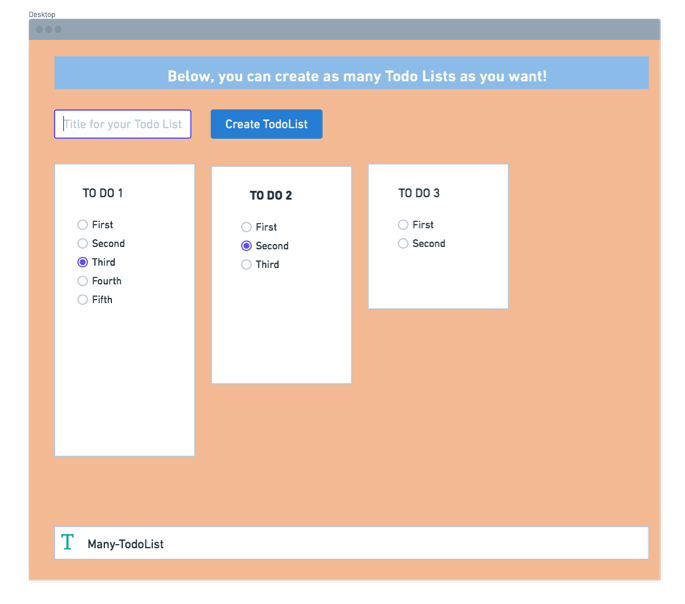 Desktop
Below, you can create as many Todo Lists as you want!
Title for your Todo List
Create TodoList
TO DO 1
First
Second
Third
Fourth
Fifth
TO DO 2
First
Second
Third
TO DO 3
First
Second
T Many-TodoList